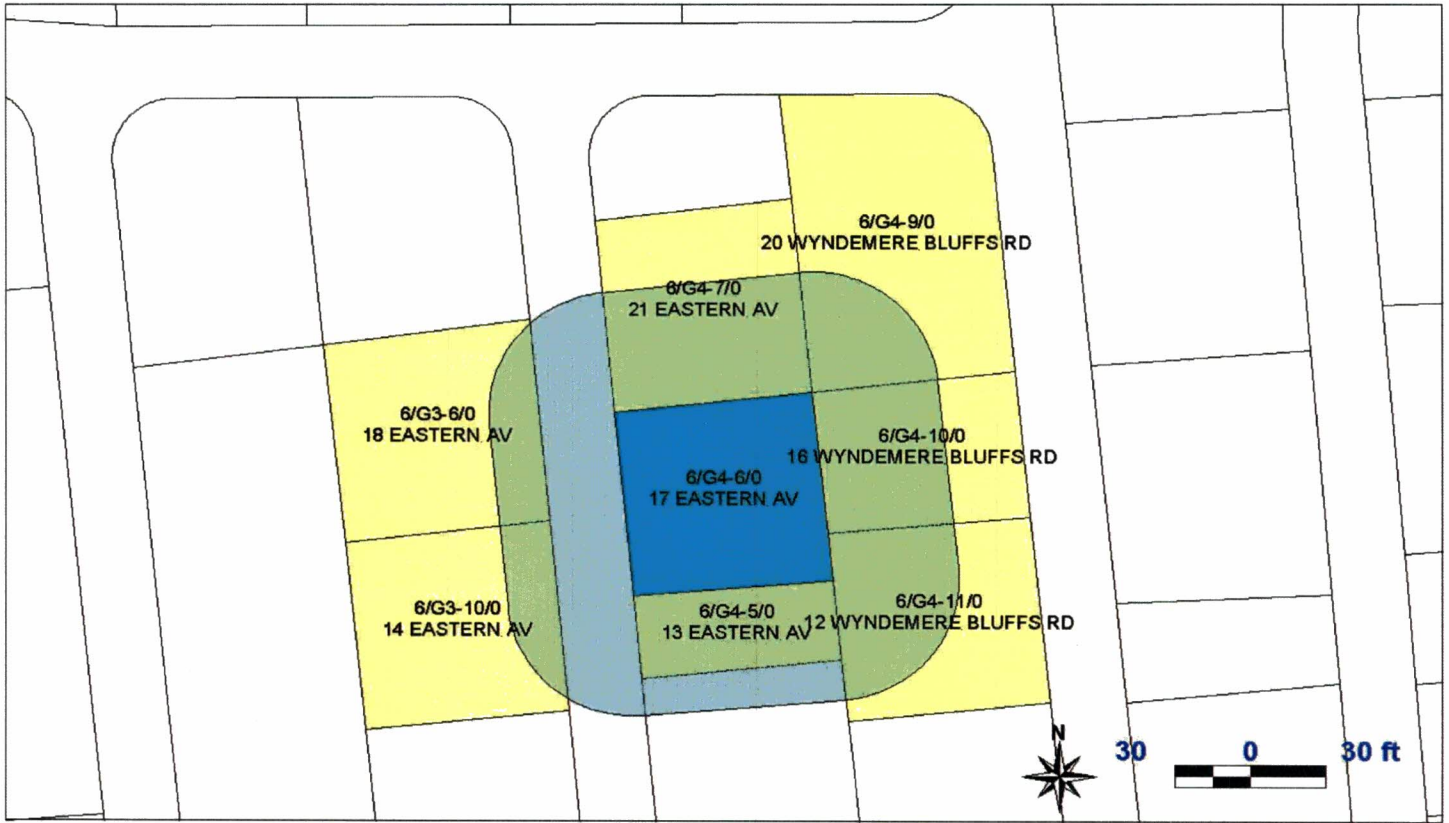 6/G4-9/0
20 WYNDEMERE BLUFFS RD
6/G4-7/0
21 EASTERN AV
6/G3-6/0
18 EASTERN AV
6/G4-10/0
16 WYNDEMERE BLUFFS RD
6/G4-6/0
17 EASTERN AV
6/G3-10/0
14 EASTERN AV
6/G4-5/0
13 EASTERN AV
6/G4-11/0
12 WYNDEMERE BLUFFS RD
N
30 0 30 ft